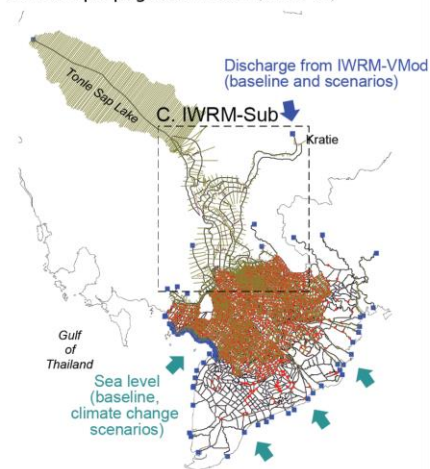 Discharge from IWRM-VMod
(baseline and scenarios)
Tonle Sap Lake
C. IWRM-Sub
Kratie
Gulf
of
Thailand
Sea level
(baseline,
climate change
scenarios)